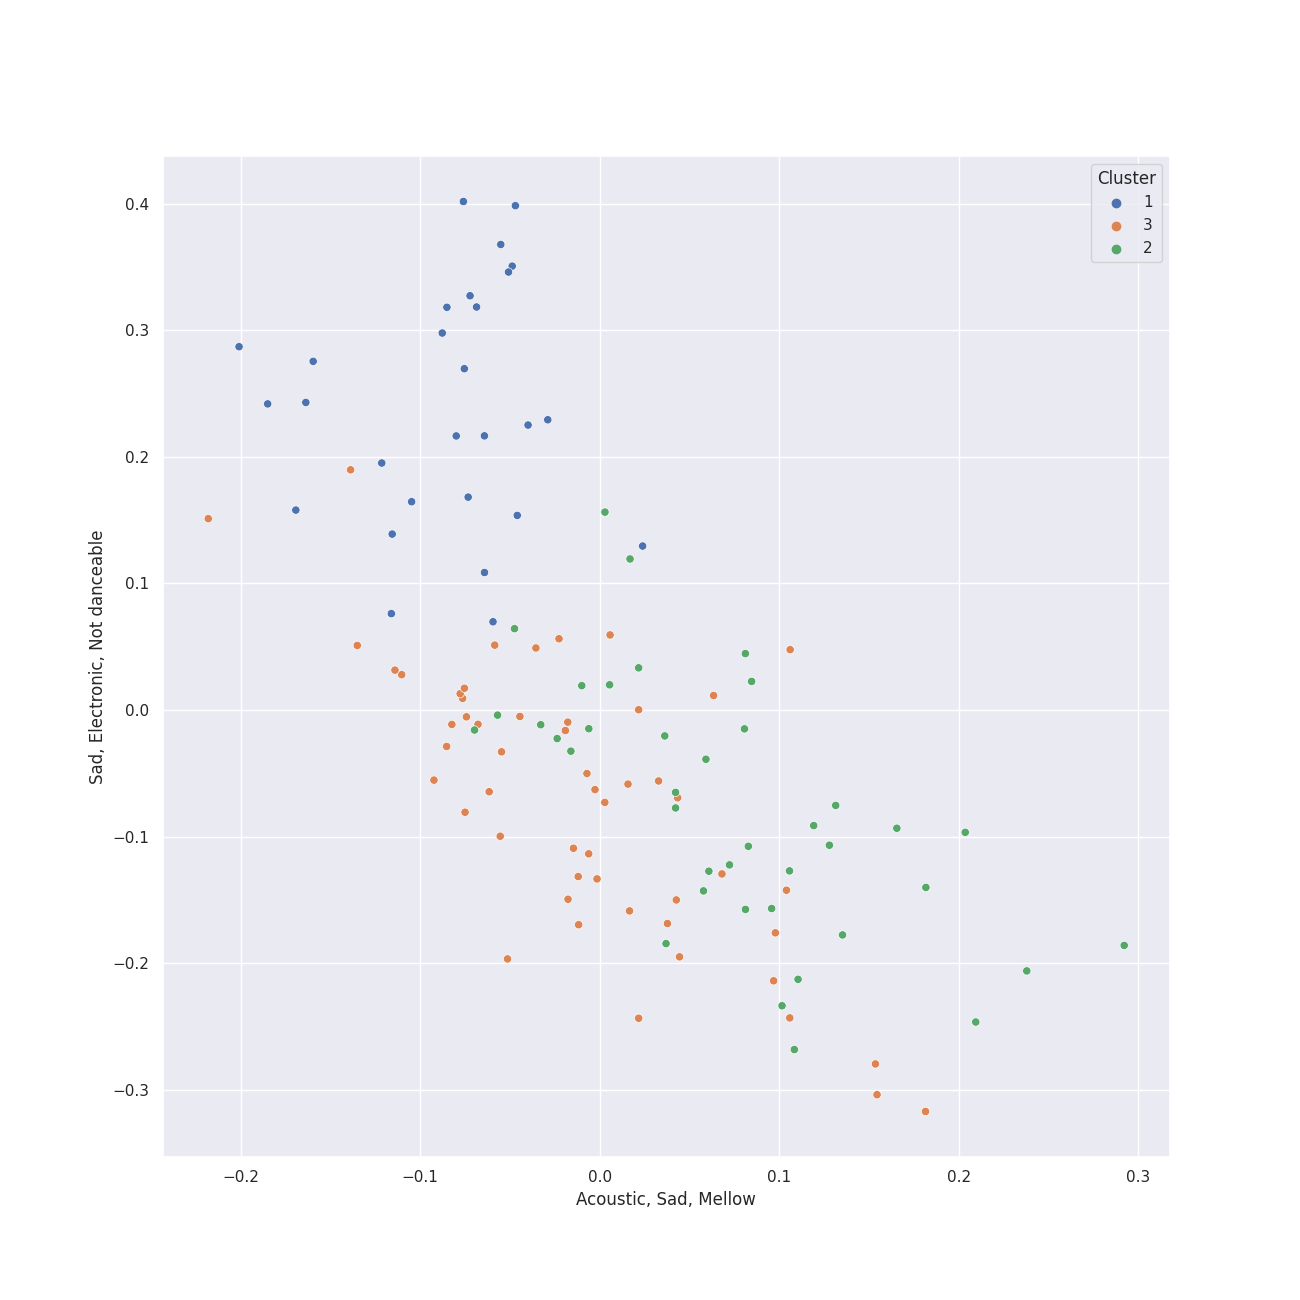 Cluster
1
3
2
0.4
0.3
0.2
0.1
0.0
−0.1
−0.2
−0.3
Sad, Electronic, Not danceable
−0.2 −0.1 0.0 0.1 0.2 0.3
Acoustic, Sad, Mellow